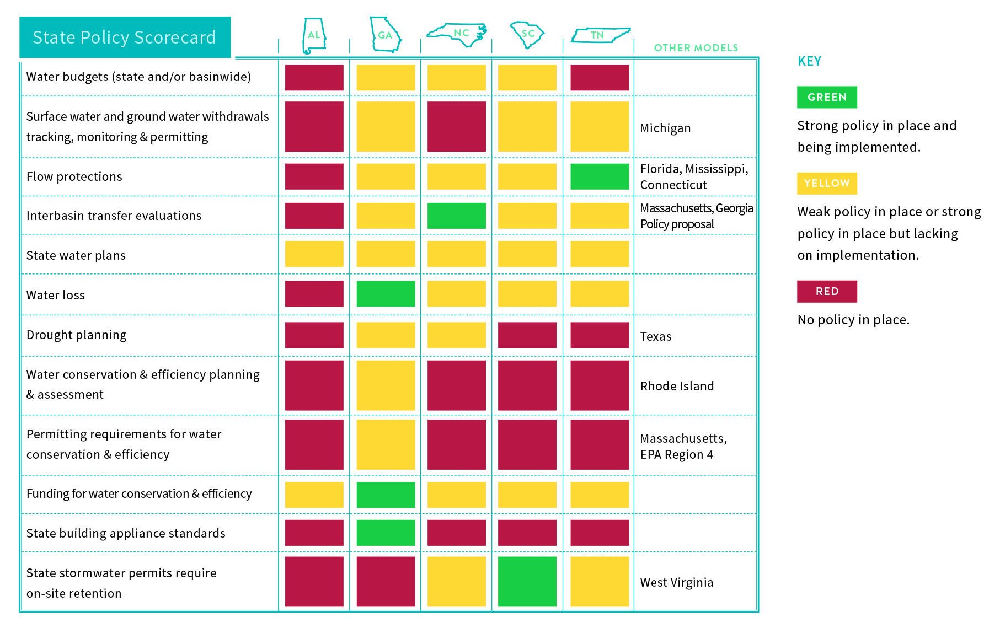 State Policy Scorecard
AL
GA
NC
SC
TN
OTHER MODELS
Water budgets (state and/or basinwide)
Surface water and ground water withdrawals
tracking, monitoring & permitting
Michigan
Flow protections
Florida, Mississippi,
Connecticut
Interbasin transfer evaluations
Massachusetts, Georgia
Policy proposal
State water plans
Water loss
Drought planning
Texas
Water conservation & efficiency planning
& assessment
Rhode Island
Permitting requirements for water
conservation & efficiency
Massachusetts,
EPA Region 4
Funding for water conservation & efficiency
State building appliance standards
State stormwater permits require
on-site retention
West Virginia
KEY
GREEN
Strong policy in place and
being implemented.
YELLOW
Weak policy in place or strong
policy in place but lacking
on implementation.
RED
No policy in place.